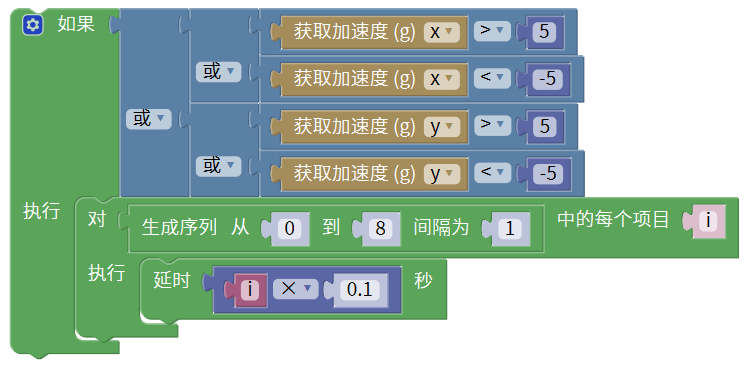 如果 获取加速度 (g) x > 5
或 获取加速度 (g) x < -5
或 获取加速度 (g) y > 5
或 获取加速度 (g) y < -5
执行 对 生成序列 从 0 到 8 间隔为 1 中的每个项目 i
执行 延时 i × 0.1 秒